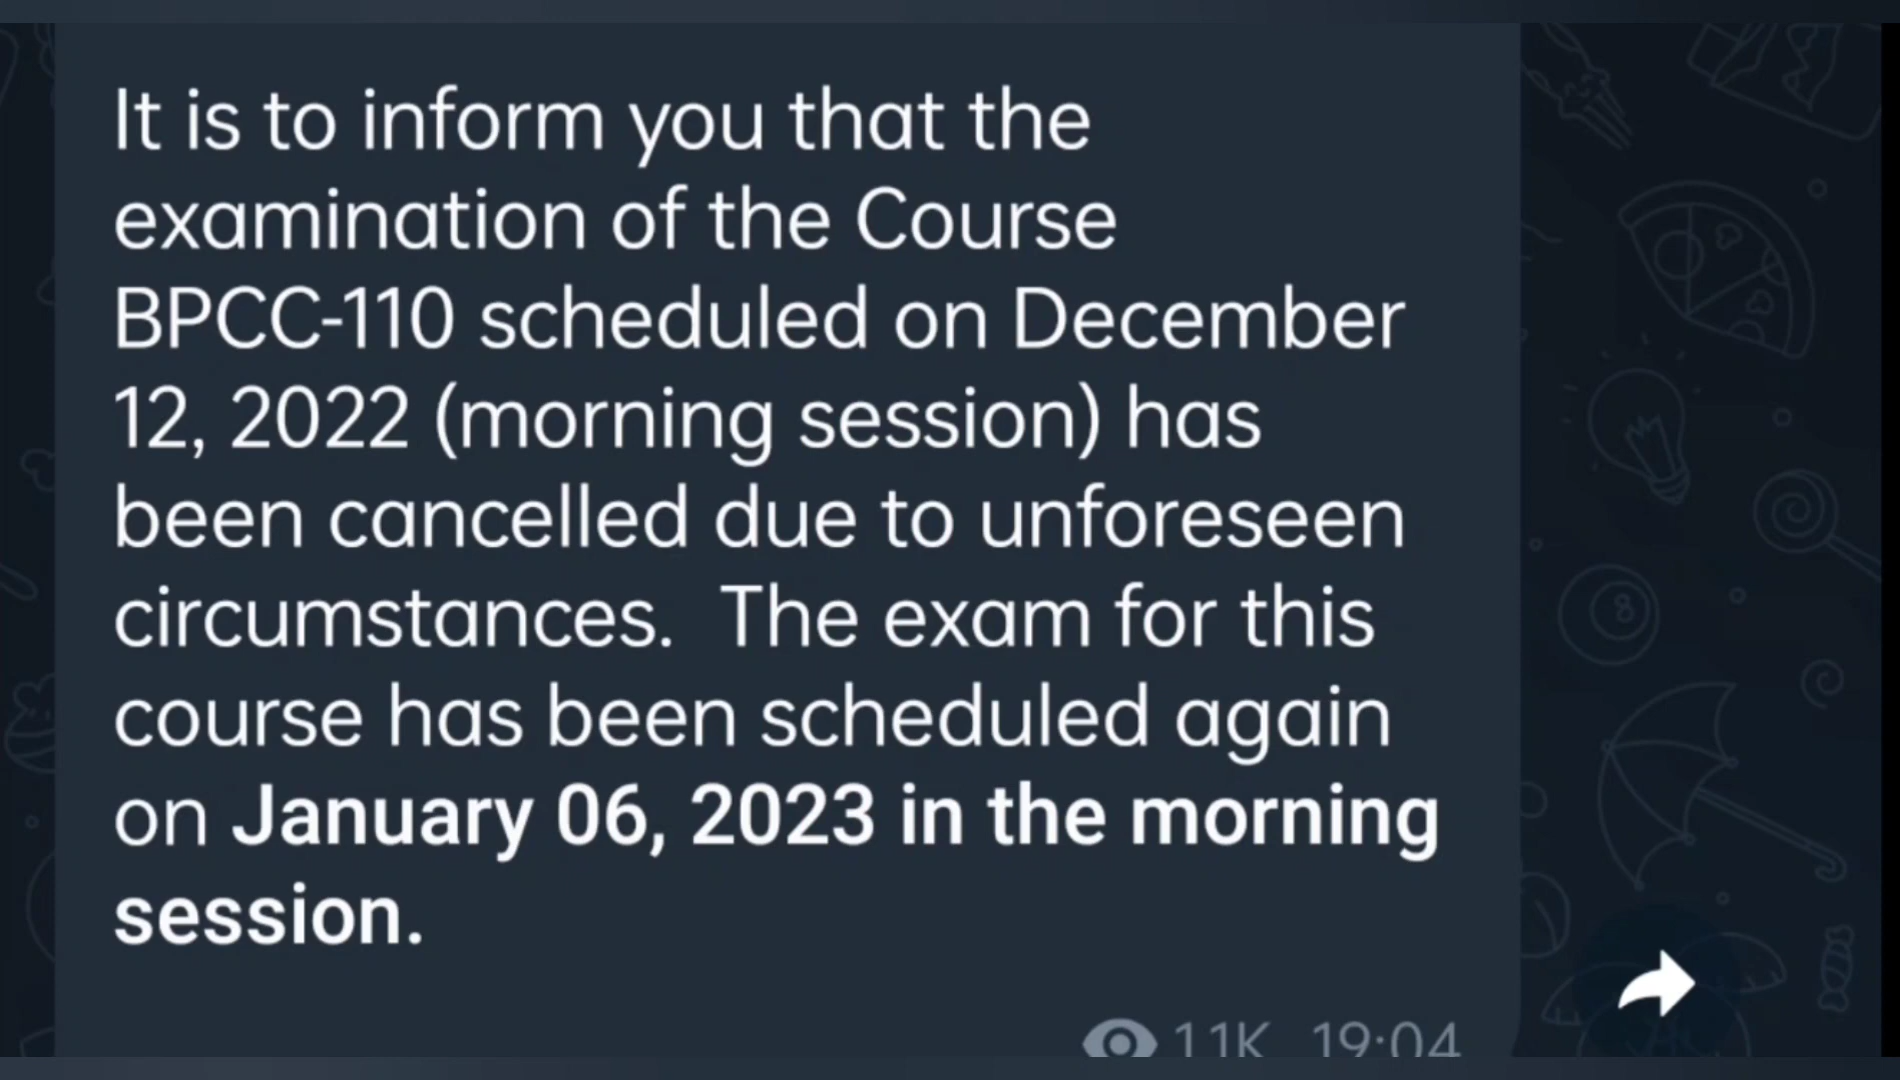 It is to inform you that the
examination of the Course
BPCC-110 scheduled on December
12, 2022 (morning session) has
been cancelled due to unforeseen
circumstances.  The exam for this
course has been scheduled again
on January 06, 2023 in the morning
session.
19:04
8